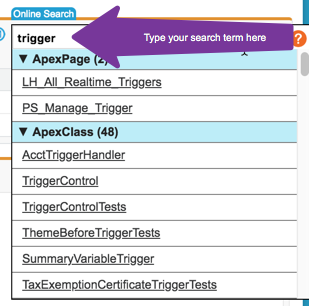 Online Search
trigger
Type your search term here
?
▼ ApexPage (2)
LH_All_Realtime_Triggers
PS_Manage_Trigger
▼ ApexClass (48)
AcctTriggerHandler
TriggerControl
TriggerControlTests
ThemeBeforeTriggerTests
SummaryVariableTrigger
TaxExemptionCertificateTriggerTests